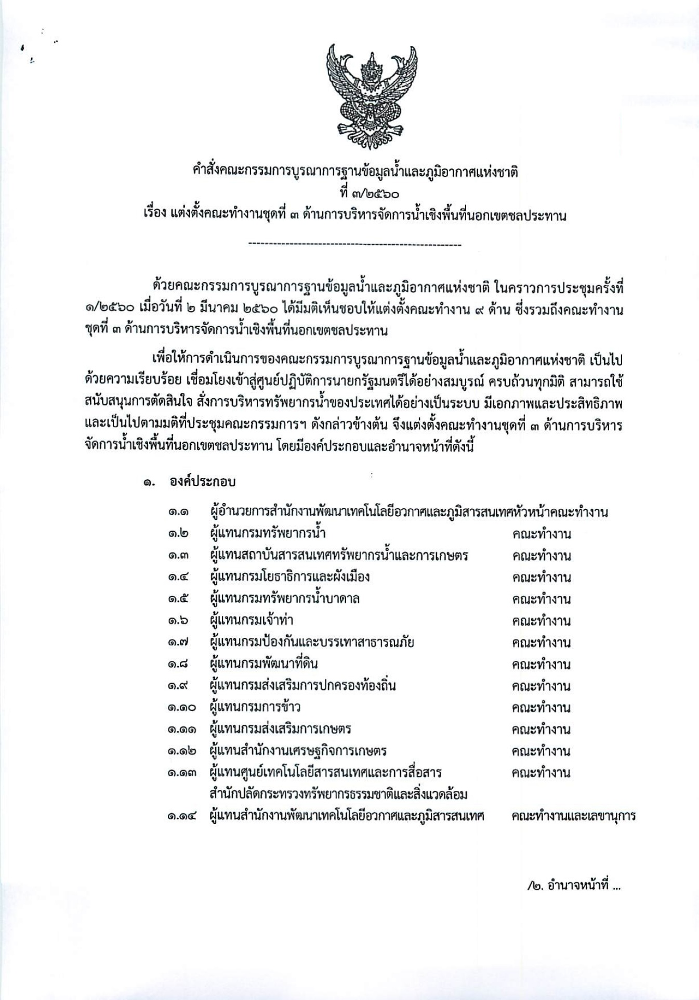 คำสั่งคณะกรรมการบูรณาการฐานข้อมูลน้ำและภูมิอากาศแห่งชาติ
ที่ ๓/๒๕๖๐
เรื่อง แต่งตั้งคณะทำงานชุดที่ ๓ ด้านการบริหารจัดการน้ำเชิงพื้นที่นอกเขตชลประทาน
----------------------------------------------------
ด้วยคณะกรรมการบูรณาการฐานข้อมูลน้ำและภูมิอากาศแห่งชาติ ในคราวการประชุมครั้งที่
๑/๒๕๖๐ เมื่อวันที่ ๒ มีนาคม ๒๕๖๐ ได้มีมติเห็นชอบให้แต่งตั้งคณะทำงาน ๙ ด้าน ซึ่งรวมถึงคณะทำงาน
ชุดที่ ๓ ด้านการบริหารจัดการน้ำเชิงพื้นที่นอกเขตชลประทาน
เพื่อให้การดำเนินการของคณะกรรมการบูรณาการฐานข้อมูลน้ำและภูมิอากาศแห่งชาติ เป็นไป
ด้วยความเรียบร้อย เชื่อมโยงเข้าสู่ศูนย์ปฏิบัติการนายกรัฐมนตรีได้อย่างสมบูรณ์ ครบถ้วนทุกมิติ สามารถใช้
สนับสนุนการตัดสินใจ สั่งการบริหารทรัพยากรน้ำของประเทศได้อย่างเป็นระบบ มีเอกภาพและประสิทธิภาพ
และเป็นไปตามมติที่ประชุมคณะกรรมการฯ ดังกล่าวข้างต้น จึงแต่งตั้งคณะทำงานชุดที่ ๓ ด้านการบริหาร
จัดการน้ำเชิงพื้นที่นอกเขตชลประทาน โดยมีองค์ประกอบและอำนาจหน้าที่ดังนี้
๑. องค์ประกอบ
๑.๑ ผู้อำนวยการสำนักงานพัฒนาเทคโนโลยีอวกาศและภูมิสารสนเทศหัวหน้าคณะทำงาน
๑.๒ ผู้แทนกรมทรัพยากรน้ำ คณะทำงาน
๑.๓ ผู้แทนสถาบันสารสนเทศทรัพยากรน้ำและการเกษตร คณะทำงาน
๑.๔ ผู้แทนกรมโยธาธิการและผังเมือง คณะทำงาน
๑.๕ ผู้แทนกรมทรัพยากรน้ำบาดาล คณะทำงาน
๑.๖ ผู้แทนกรมเจ้าท่า คณะทำงาน
๑.๗ ผู้แทนกรมป้องกันและบรรเทาสาธารณภัย คณะทำงาน
๑.๘ ผู้แทนกรมพัฒนาที่ดิน คณะทำงาน
๑.๙ ผู้แทนกรมส่งเสริมการปกครองท้องถิ่น คณะทำงาน
๑.๑๐ ผู้แทนกรมการข้าว คณะทำงาน
๑.๑๑ ผู้แทนกรมส่งเสริมการเกษตร คณะทำงาน
๑.๑๒ ผู้แทนสำนักงานเศรษฐกิจการเกษตร คณะทำงาน
๑.๑๓ ผู้แทนศูนย์เทคโนโลยีสารสนเทศและการสื่อสาร คณะทำงาน
สำนักปลัดกระทรวงทรัพยากรธรรมชาติและสิ่งแวดล้อม
๑.๑๔ ผู้แทนสำนักงานพัฒนาเทคโนโลยีอวกาศและภูมิสารสนเทศ คณะทำงานและเลขานุการ
/๒. อำนาจหน้าที่ ...